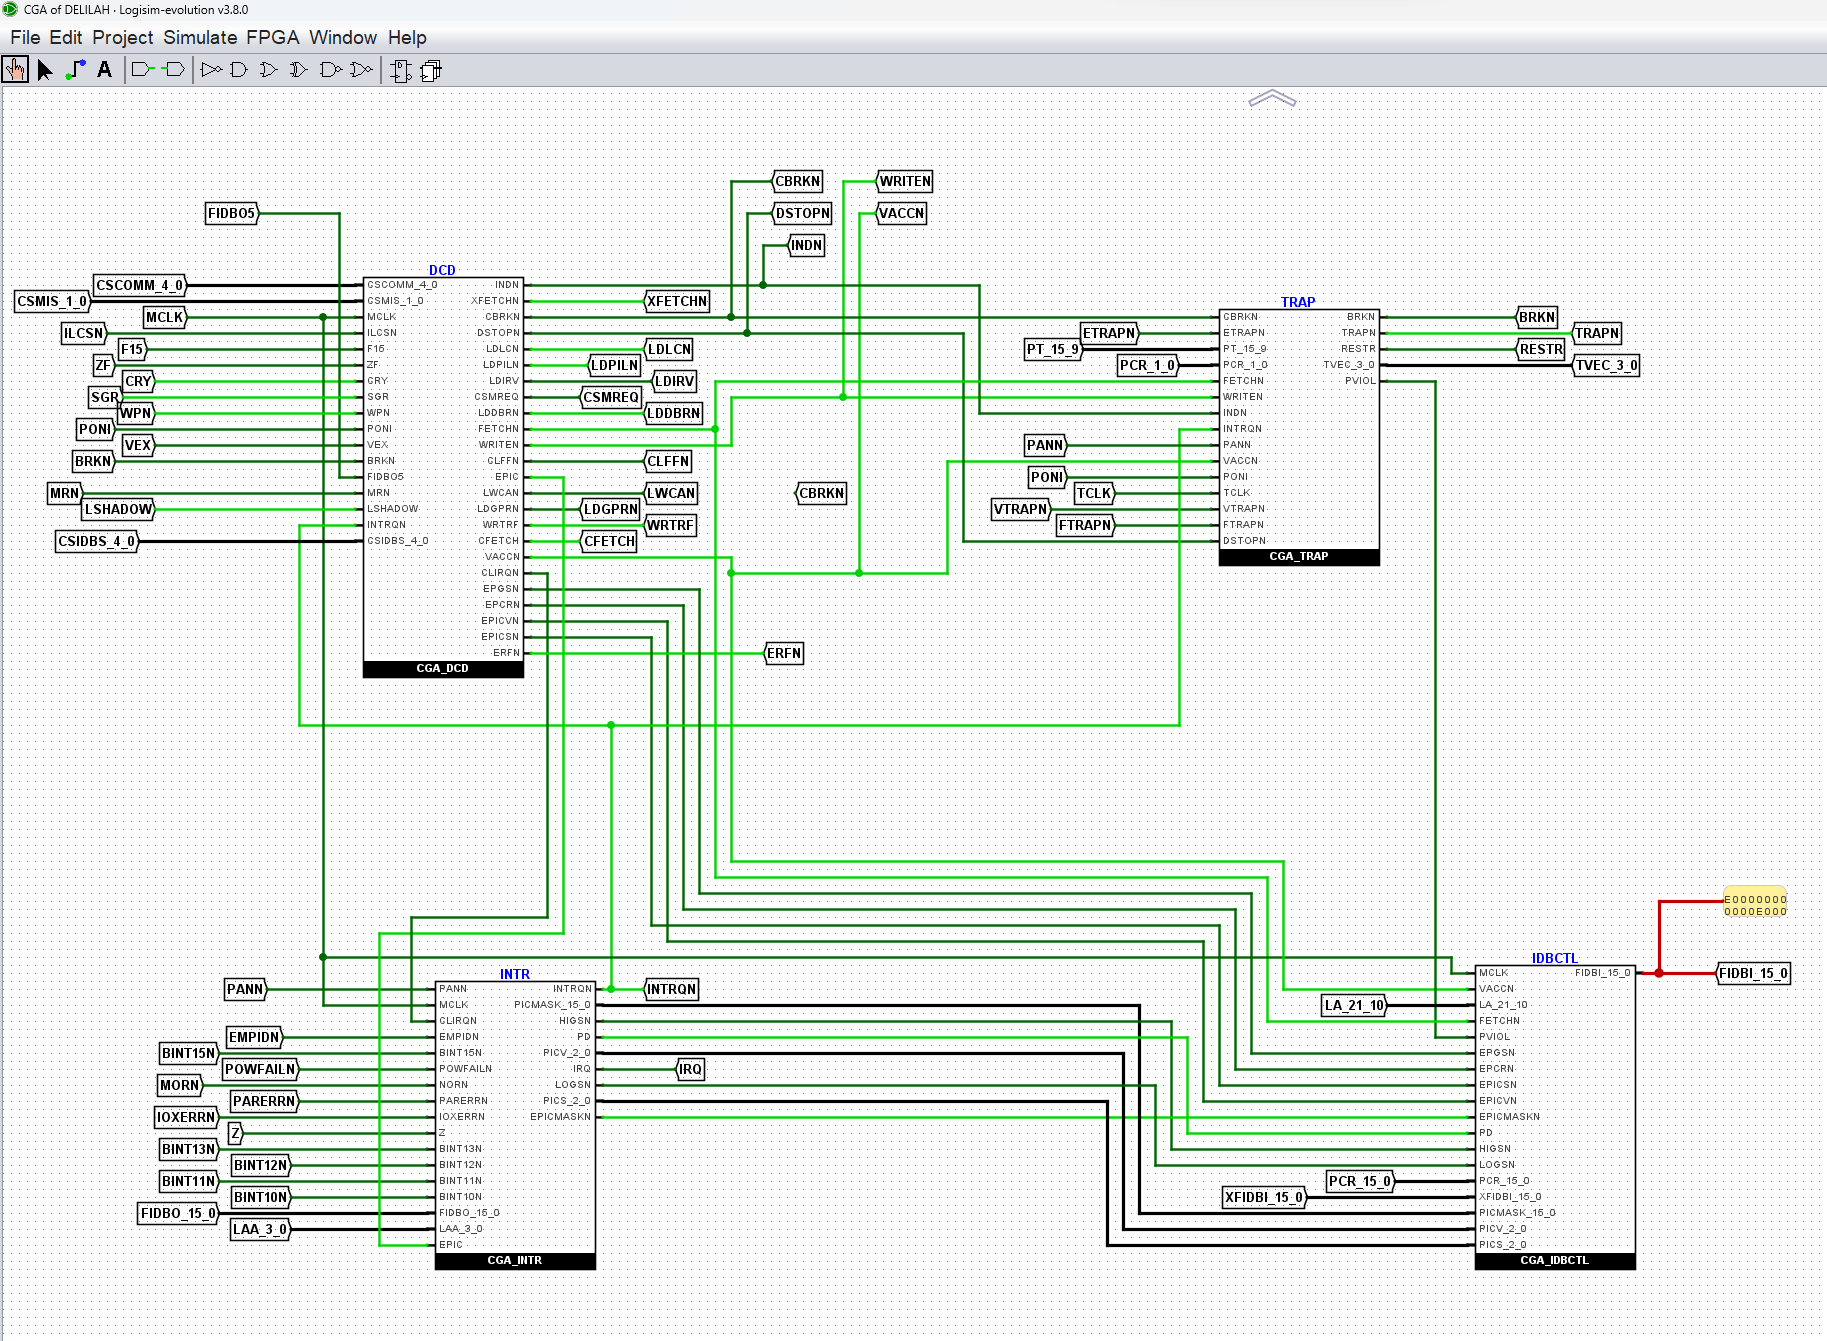 CGA of DELILAH · Logisim-evolution v3.8.0
File Edit Project Simulate FPGA Window Help
A
CBRKN
WRITEN
FIDBO5
DSTOPN
VACCN
INDN
DCD
CSCOMM_4_0
CSMIS_1_0
MCLK
ILCSN
F15
ZF
CRY
SGR
WPN
PONI
VEX
BRKN
MRN
LSHADOW
CSIDBS_4_0
CSCOMM_4_0
CSMIS_1_0
MCLK
ILCSN
F15
ZF
CRY
SGR
WPN
PONI
VEX
BRKN
FIDBO5
MRN
LSHADOW
INTRQN
CSIDBS_4_0
INDN
XFETCHN
CBRKN
DSTOPN
LDLCN
LDPILN
LDIRV
CSMREQ
LDDBRN
FETCHN
WRITEN
CLFFN
EPIC
LWCAN
LDGPRN
WRTRF
CFETCH
VACCN
CLIRQN
EPGSN
EPCRN
EPICVN
EPICSN
ERFN
CGA_DCD
XFETCHN
LDLCN
LDPILN
LDIRV
CSMREQ
LDDBRN
CLFFN
LWCAN
LDGPRN
WRTRF
CFETCH
ERFN
CBRKN
TRAP
ETRAPN
PT_15_9
PCR_1_0
PANN
PONI
TCLK
VTRAPN
FTRAPN
CBRKN
ETRAPN
PT_15_9
PCR_1_0
FETCHN
WRITEN
INDN
INTRQN
PANN
VACCN
PONI
TCLK
VTRAPN
FTRAPN
DSTOPN
BRKN
TRAPN
RESTR
TVEC_3_0
PVIOL
CGA_TRAP
BRKN
TRAPN
RESTR
TVEC_3_0
INTR
PANN
EMPIDN
BINT15N
POWFAILN
MORN
PARERRN
IOXERRN
Z
BINT13N
BINT12N
BINT11N
BINT10N
FIDBO_15_0
LAA_3_0
PANN
MCLK
CLIRQN
EMPIDN
BINT15N
POWFAILN
NORN
PARERRN
IOXERRN
Z
BINT13N
BINT12N
BINT11N
BINT10N
FIDBO_15_0
LAA_3_0
EPIC
INTRQN
PICMASK_15_0
HIGSN
PD
PICV_2_0
IRQ
LOGSN
PICS_2_0
EPICMASKN
CGA_INTR
INTRQN
IRQ
E0000000
0000E000
IDBCTL
LA_21_10
PCR_15_0
XFIDBI_15_0
MCLK
VACCN
LA_21_10
FETCHN
PVIOL
EPGSN
EPCRN
EPICSN
EPICVN
EPICMASKN
PD
HIGSN
LOGSN
PCR_15_0
XFIDBI_15_0
PICMASK_15_0
PICV_2_0
PICS_2_0
FIDBI_15_0
CGA_IDBCTL
FIDBI_15_0